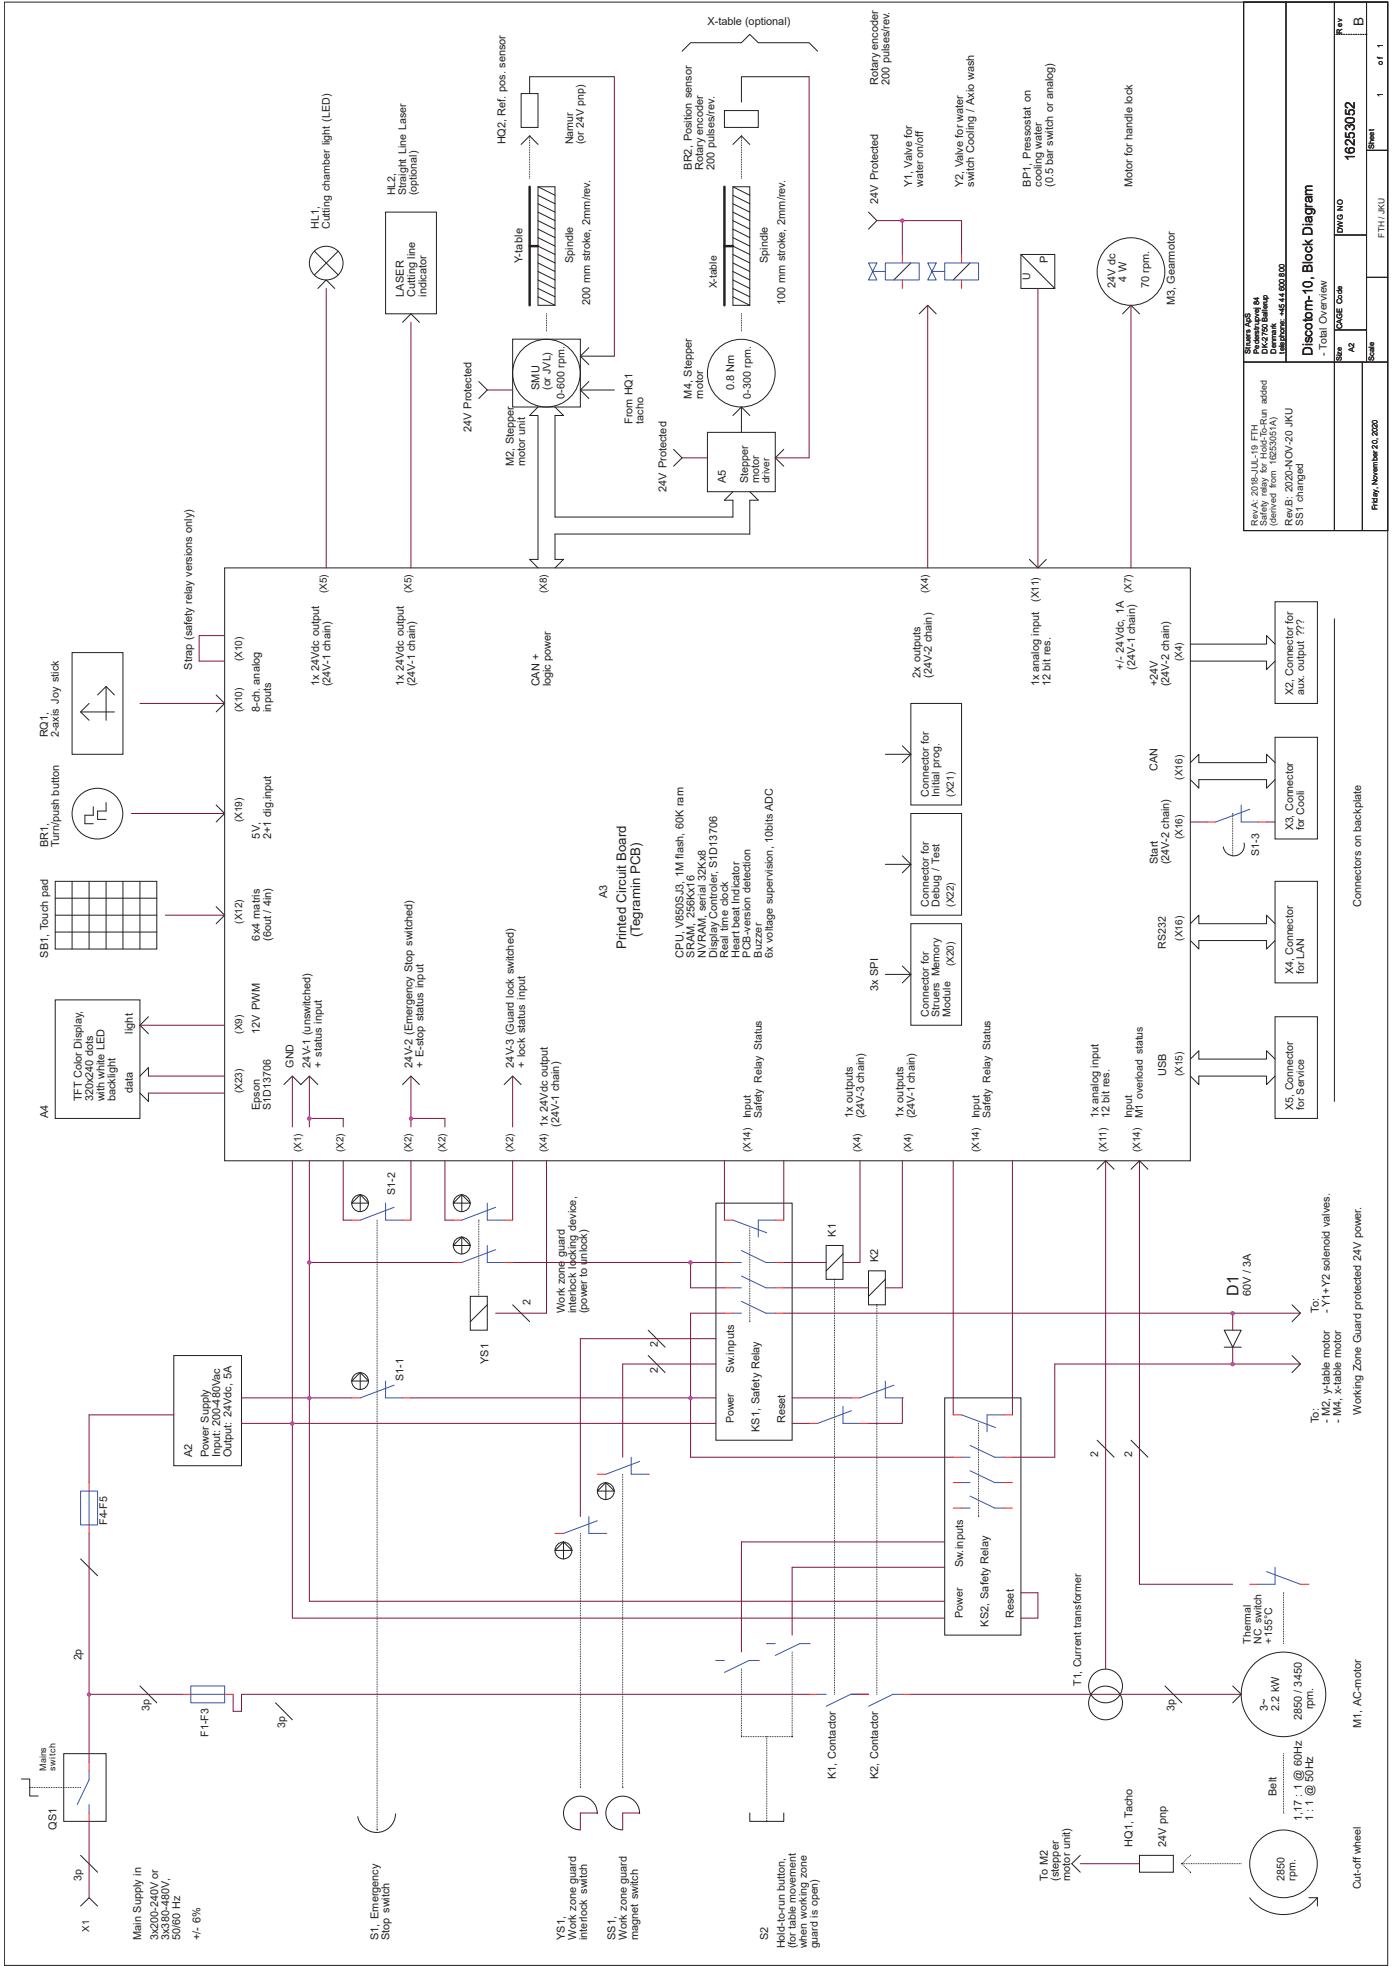 X1
3p
Main Supply in
3x200-240V or
3x380-480V,
50/60 Hz
+/- 6%
QS1
Mains
switch
2p
3p
F1-F3
3p
F4-F5
A2
Power Supply
Input: 200-480Vac
Output: 24Vdc, 5A
S1, Emergency
Stop switch
S1-1
S1-2
YS1
2
Work zone guard
interlock locking device,
(power to unlock)
YS1,
Work zone guard
interlock switch
SS1,
Work zone guard
magnet switch
2
2
Power
Sw.inputs
KS1, Safety Relay
Reset
K1
K2
S2
Hold-to-run button,
(for table movement
when working zone
guard is open)
K1, Contactor
K2, Contactor
Power
Sw.inputs
KS2, Safety Relay
Reset
T1, Current transformer
3p
2
2
Thermal
NC switch
+155°C
3~
2.2 kW
2850 / 3450
rpm.
M1, AC-motor
Belt
1,17 : 1 @ 60Hz
1 : 1 @ 50Hz
2850
rpm.
Cut-off wheel
To M2
(stepper
motor unit)
HQ1, Tacho
24V pnp
D1
60V / 3A
To:
- Y1+Y2 solenoid valves.
To:
- M2, y-table motor
- M4, x-table motor
Working Zone Guard protected 24V power.
A4
TFT Color Display,
320x240 dots
with white LED
backlight
data
light
SB1, Touch pad
BR1,
Turn/push button
RQ1,
2-axis Joy stick
Strap (safety relay versions only)
(X23)
Epson
S1D13706
(X9)
12V PWM
(X12)
6x4 matris
(6out / 4in)
(X19)
5V,
2+1 dig.input
(X10)
8-ch. analog
inputs
(X10)
(X1)
GND
24V-1 (unswitched)
+ status input
(X2)
(X2)
24V-2 (Emergency Stop switched)
+ E-stop status input
(X2)
(X2)
24V-3 (Guard lock switched)
+ lock status input
(X4)
1x 24Vdc output
(24V-1 chain)
A3
Printed Circuit Board
(Tegramin PCB)
CPU, V850SJ3, 1M flash, 60K ram
SRAM, 256Kx16
NVRAM, serial 32Kx8
Display Controler, S1D13706
Real time clock
Heart beat Indicator
PCB-version detection
Buzzer
6x voltage supervision, 10bits ADC
(X14)
Input
Safety Relay Status
(X4)
1x outputs
(24V-3 chain)
(X4)
1x outputs
(24V-1 chain)
(X14)
Input
Safety Relay Status
(X11)
1x analog input
12 bit res.
(X14)
Input
M1 overload status
3x SPI
Connector for
Struers Memory
Module (X20)
Connector for
Debug / Test
(X22)
Connector for
Initial prog.
(X21)
1x 24Vdc output
(24V-1 chain)
(X5)
1x 24Vdc output
(24V-1 chain)
(X5)
CAN +
logic power
(X8)
2x outputs
(24V-2 chain)
(X4)
1x analog input
12 bit res.
(X11)
+/- 24Vdc, 1A
(24V-1 chain)
(X7)
USB
(X15)
RS232
(X16)
Start
(24V-2 chain)
(X16)
CAN
(X16)
+24V
(24V-2 chain)
(X4)
S1-3
X5, Connector
for Service
X4, Connector
for LAN
X3, Connector
for Cooli
X2, Connector for
aux. output ???
Connectors on backplate
HL1,
Cutting chamber light (LED)
LASER
Cutting line
indicator
HL2,
Straight Line Laser
(optional)
24V Protected
M2, Stepper
motor unit
SMU
(or JVL)
0-600 rpm.
From HQ1
tacho
Y-table
Spindle
200 mm stroke, 2mm/rev.
HQ2, Ref. pos. sensor
Namur
(or 24V pnp)
24V Protected
A5
Stepper
motor
driver
M4, Stepper
motor
0.8 Nm
0-300 rpm.
X-table
Spindle
100 mm stroke, 2mm/rev.
X-table (optional)
BR2, Position sensor
Rotary encoder
200 pulses/rev.
Rotary encoder
200 pulses/rev.
24V Protected
Y1, Valve for
water on/off
Y2, Valve for water
switch Cooling / Axio wash
U
P
BP1, Pressostat on
cooling water
(0.5 bar switch or analog)
24V dc
4 W
70 rpm.
M3, Gearmotor
Motor for handle lock
Rev.A: 2018-JUL-19 FTH
Safety relay for Hold-To-Run added
(derived from 16253051A)
Rev.B: 2020-NOV-20 JKU
SS1 changed
Friday, November 20, 2020
Struers ApS
Pederstrupvej 84
DK-2750 Ballerup
Denmark
telephone: +45 44 600 800
Discotom-10, Block Diagram
- Total Overview
Size
A2
CAGE Code
DWG NO
16253052
Rev
B
Scale
FTH / JKU
Sheet
1
of 1